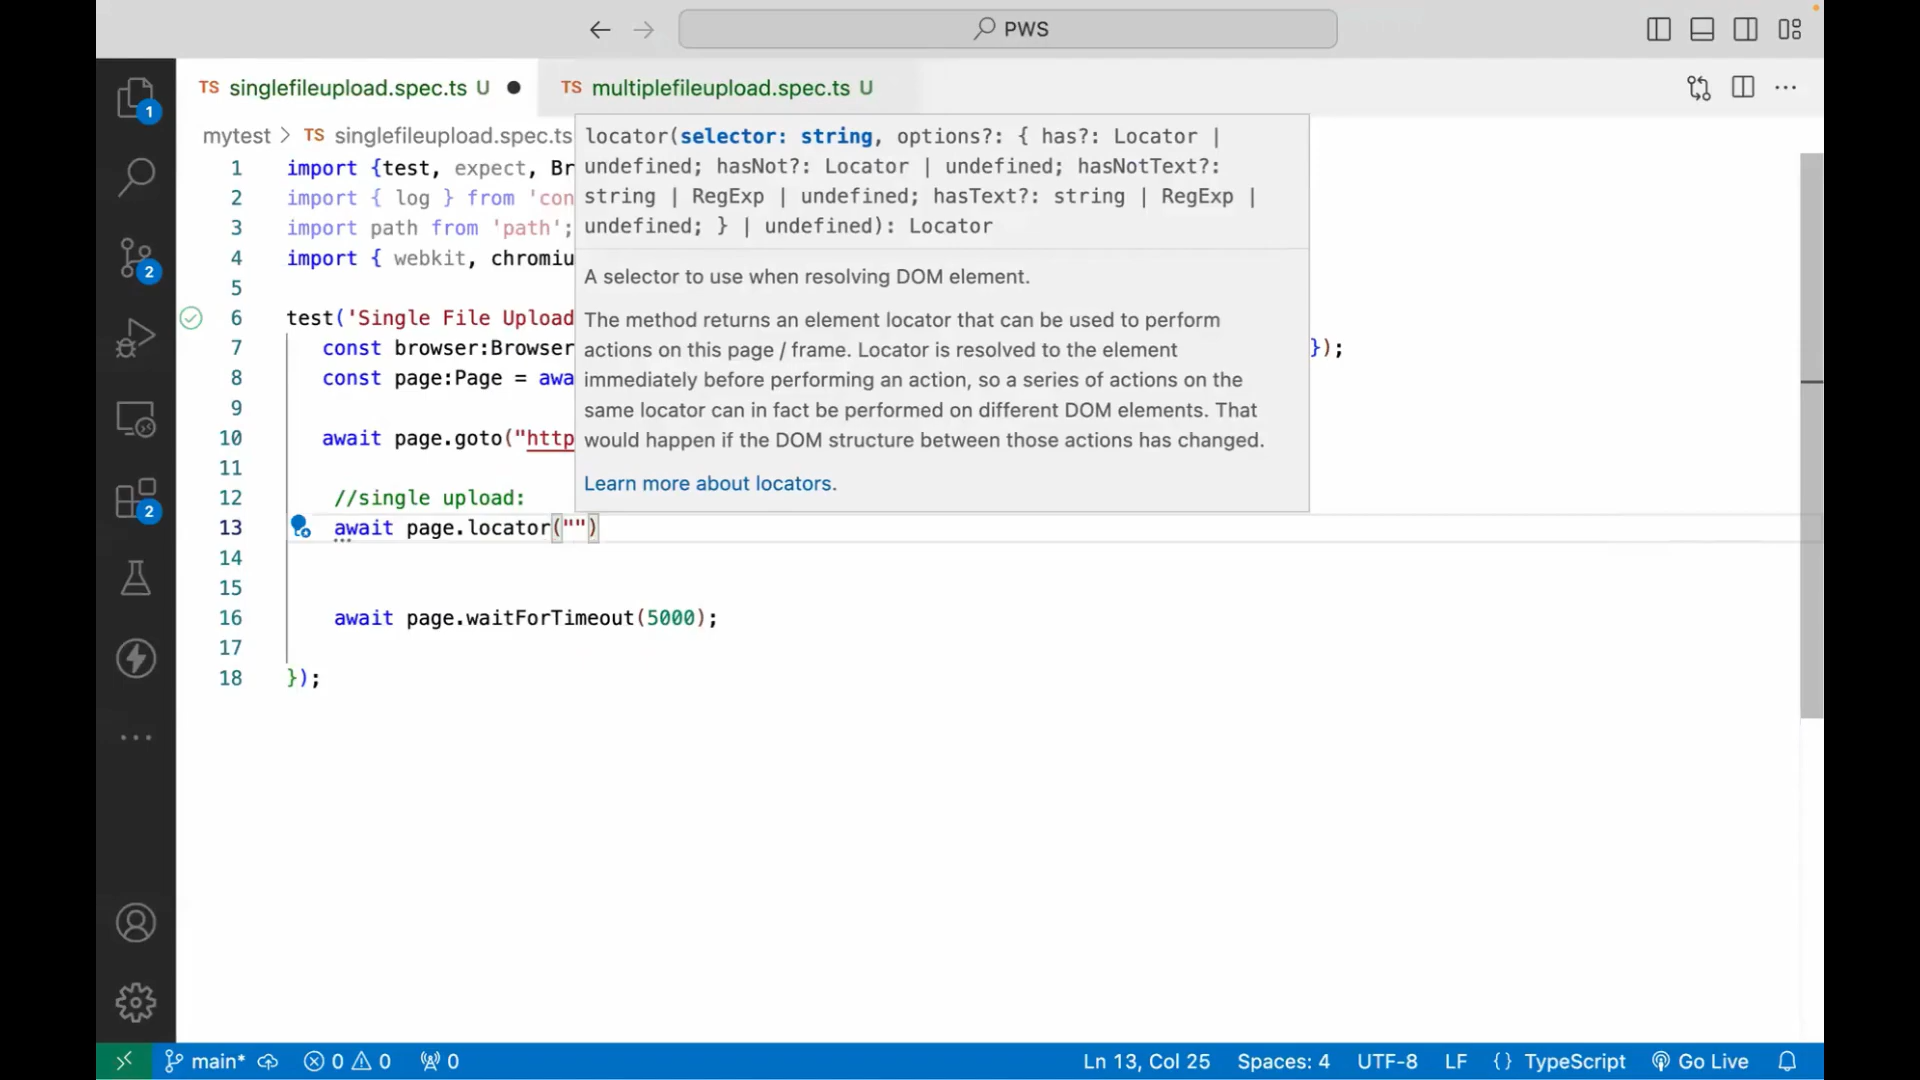 PWS
TS singlefileupload.spec.ts U
TS multiplefileupload.spec.ts U
mytest > TS singlefileupload.spec.ts
locator(selector: string, options?: { has?: Locator |
undefined; hasNot?: Locator | undefined; hasNotText?:
string | RegExp | undefined; hasText?: string | RegExp |
undefined; } | undefined): Locator
A selector to use when resolving DOM element.
The method returns an element locator that can be used to perform
actions on this page / frame. Locator is resolved to the element
immediately before performing an action, so a series of actions on the
same locator can in fact be performed on different DOM elements. That
would happen if the DOM structure between those actions has changed.
Learn more about locators.
1 import {test, expect, Br
2 import { log } from 'con
3 import path from 'path';
4 import { webkit, chromiu
5
6 test('Single File Upload
7 const browser:Browser });
8 const page:Page = awa
9
10 await page.goto("http
11
12 //single upload:
13 await page.locator("")
14
15
16 await page.waitForTimeout(5000);
17
18 });
1
2
2
main* 0 0 0
Ln 13, Col 25 Spaces: 4 UTF-8 LF {} TypeScript Go Live